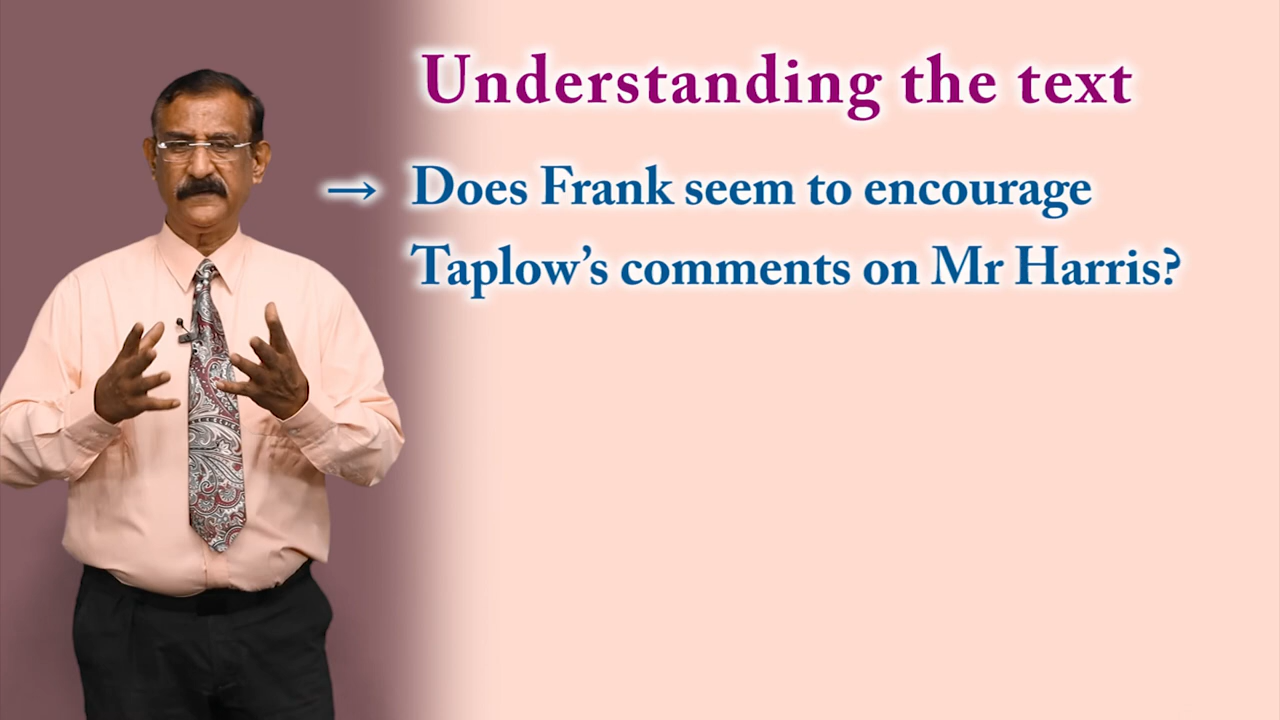 Understanding the text
→ Does Frank seem to encourage
Taplow's comments on Mr Harris?